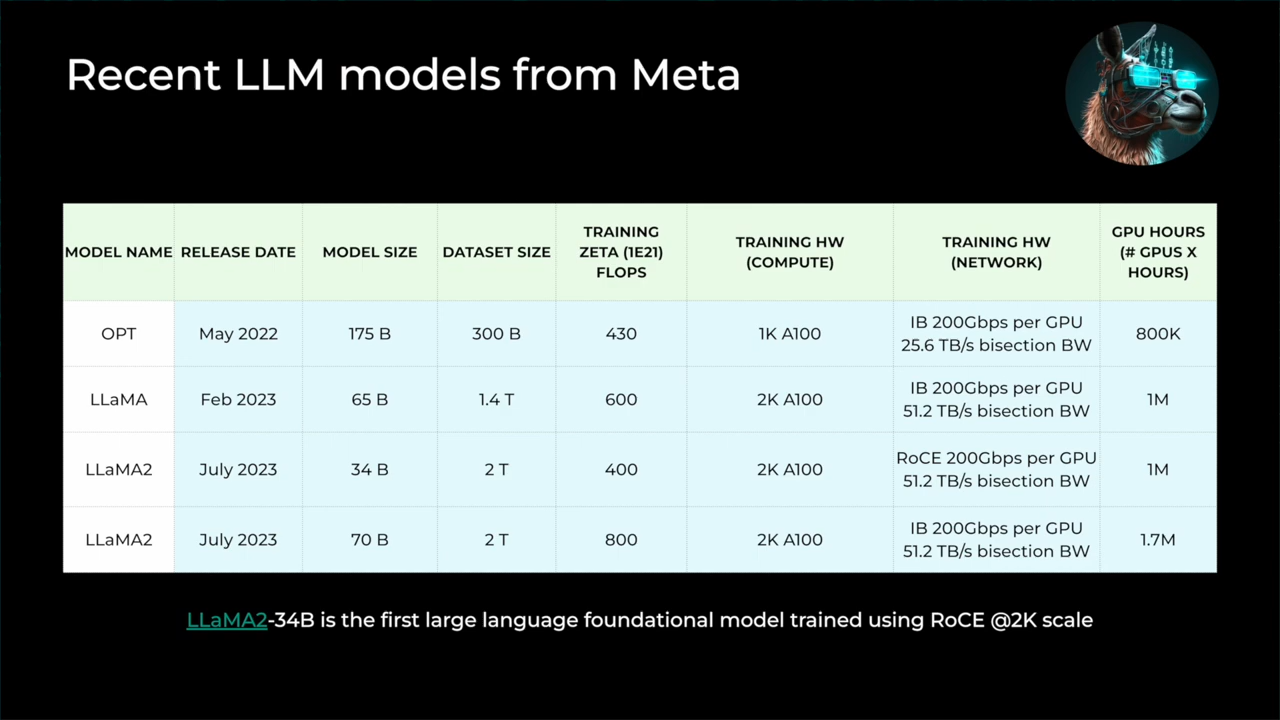 Recent LLM models from Meta
MODEL NAME RELEASE DATE MODEL SIZE DATASET SIZE TRAINING ZETA (1E21) FLOPS TRAINING HW (COMPUTE) TRAINING HW (NETWORK) GPU HOURS (# GPUS X HOURS)
OPT May 2022 175 B 300 B 430 1K A100 IB 200Gbps per GPU 25.6 TB/s bisection BW 800K
LLaMA Feb 2023 65 B 1.4 T 600 2K A100 IB 200Gbps per GPU 51.2 TB/s bisection BW 1M
LLaMA2 July 2023 34 B 2 T 400 2K A100 RoCE 200Gbps per GPU 51.2 TB/s bisection BW 1M
LLaMA2 July 2023 70 B 2 T 800 2K A100 IB 200Gbps per GPU 51.2 TB/s bisection BW 1.7M
LLaMA2-34B is the first large language foundational model trained using RoCE @2K scale